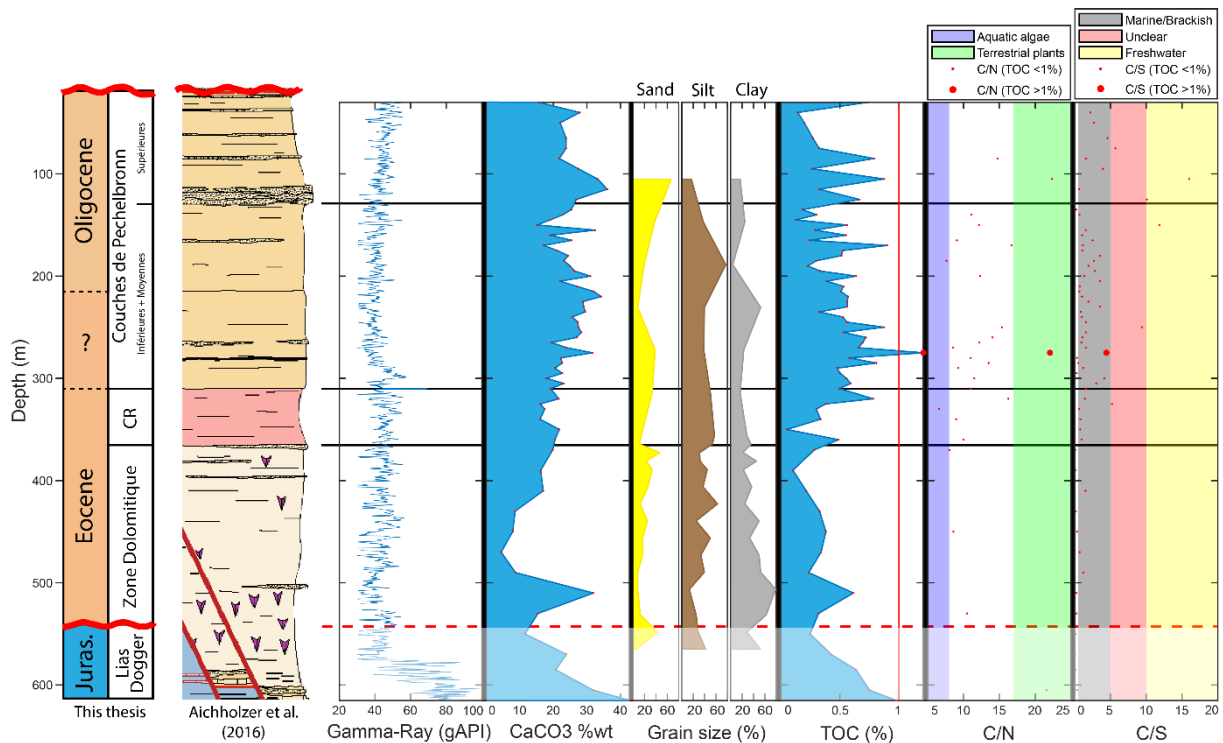 Marine/Brackish
Aquatic algae
Unclear
Terrestrial plants
Freshwater
C/N (TOC <1%)
C/S (TOC <1%)
C/N (TOC >1%)
C/S (TOC >1%)
Sand
Silt
Clay
Depth (m)
100
200
300
400
500
600
Oligocene
.?
Eocene
Juras.
Couches de Pechelbronn
Supérieures
Inférieures + Moyennes
CR
Zone Dolomitique
Lias
Dogger
20 40 60 80 100
0 10 20 30 40
20 60
20 60
20 60
0 0.5 1
5 10 15 20 25
0 5 10 15 20
This thesis
Aichholzer et al.
(2016)
Gamma-Ray (gAPI)
CaCO3 %wt
Grain size (%)
TOC (%)
C/N
C/S